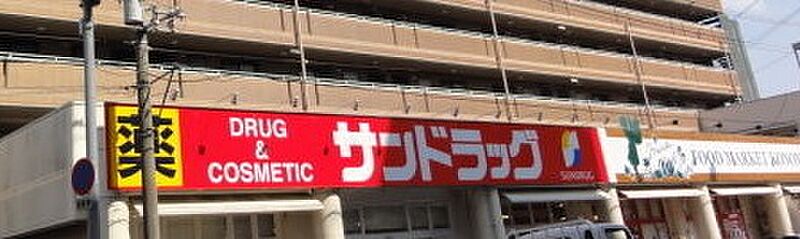 薬
DRUG
&
COSMETIC
サンドラッグ
SUNDRUG
FOOD MARKET